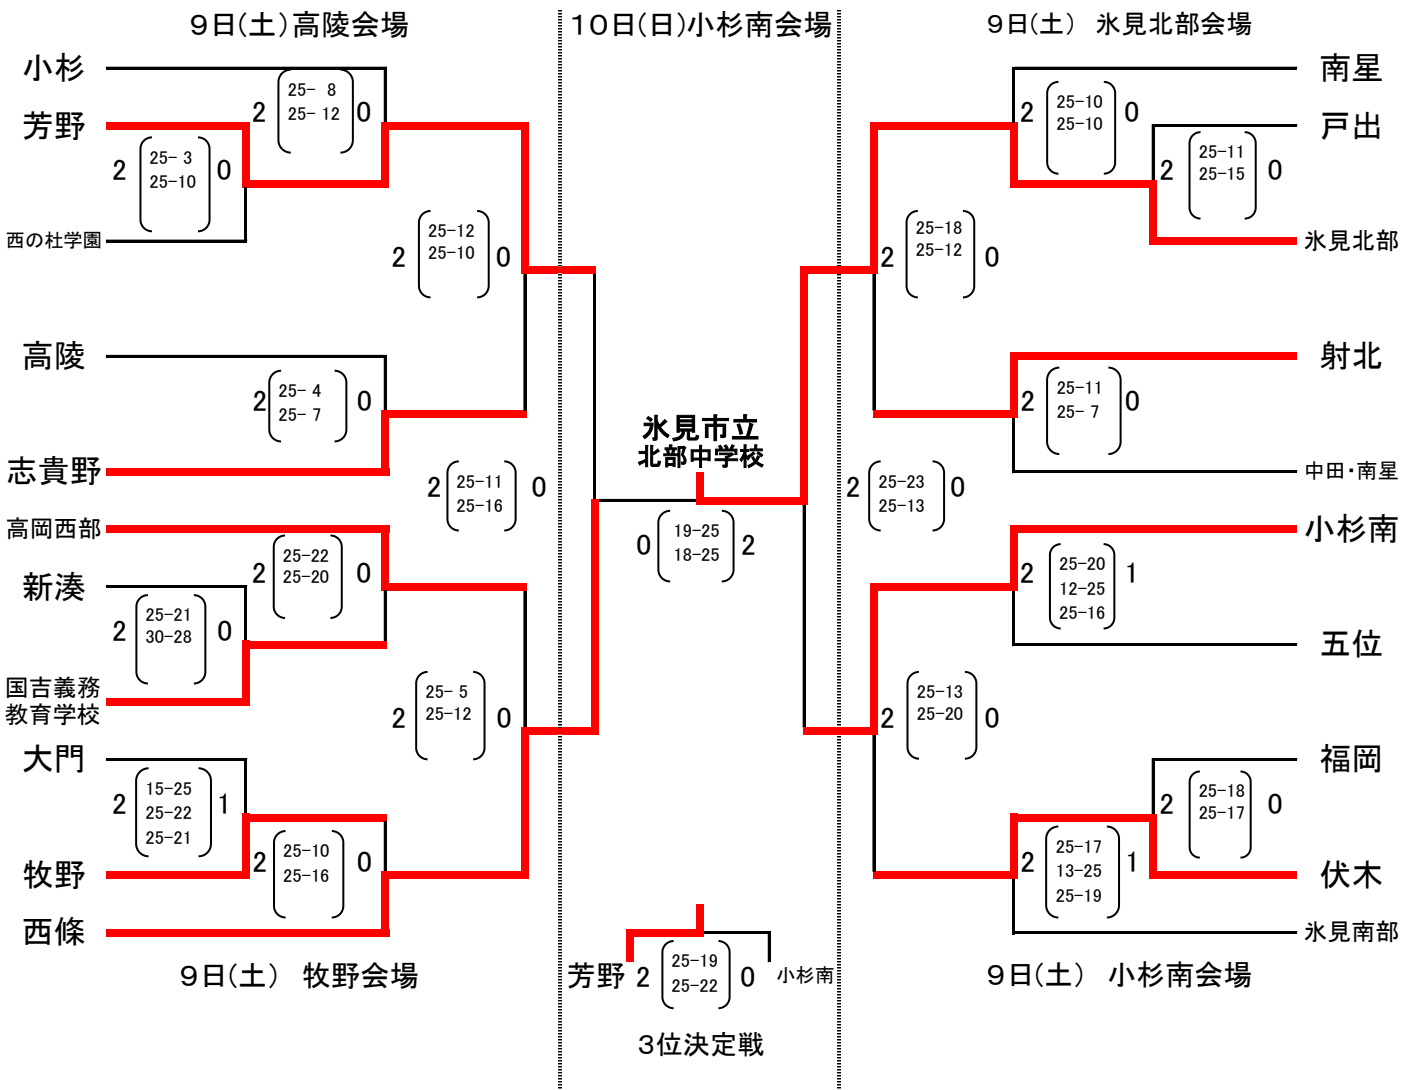 9日(土)高陵会場
10日(日)小杉南会場
9日(土) 氷見北部会場
小杉
芳野
西の杜学園
高陵
志貴野
高岡西部
新湊
国吉義務
教育学校
大門
牧野
西條
2 25- 8 0
25- 12
2 25- 3 0
25-10
2 25-12 0
25-10
2 25- 4 0
25- 7
2 25-11 0
25-16
2 25-22 0
25-20
2 25-21 0
30-28
2 25- 5 0
25-12
2 15-25 1
25-22
25-21
2 25-10 0
25-16
氷見市立
北部中学校
0 19-25 2
18-25
南星
戸出
氷見北部
射北
中田・南星
小杉南
五位
福岡
伏木
氷見南部
2 25-10 0
25-10
2 25-11 0
25-15
2 25-18 0
25-12
2 25-11 0
25- 7
2 25-23 0
25-13
2 25-20 1
12-25
25-16
2 25-13 0
25-20
2 25-18 0
25-17
2 25-17 1
13-25
25-19
芳野 2 25-19 0 小杉南
25-22
3位決定戦
9日(土) 牧野会場
9日(土) 小杉南会場